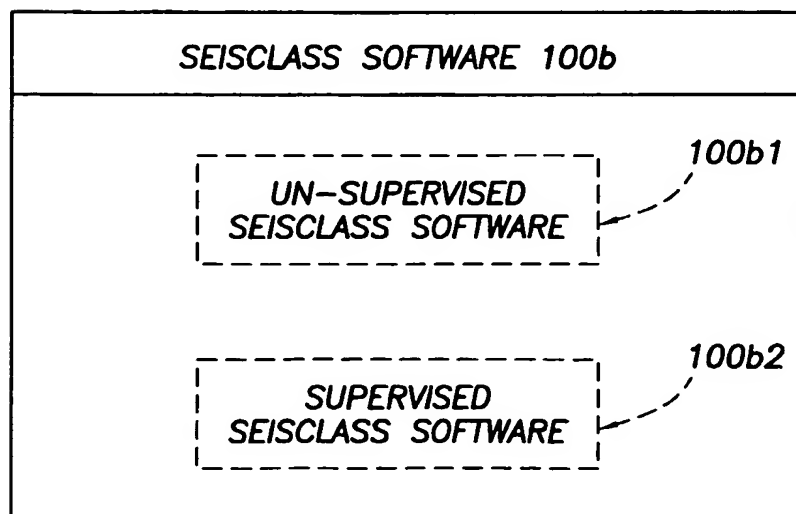 SEISCLASS SOFTWARE 100b
100b1
UN-SUPERVISED
SEISCLASS SOFTWARE
100b2
SUPERVISED
SEISCLASS SOFTWARE